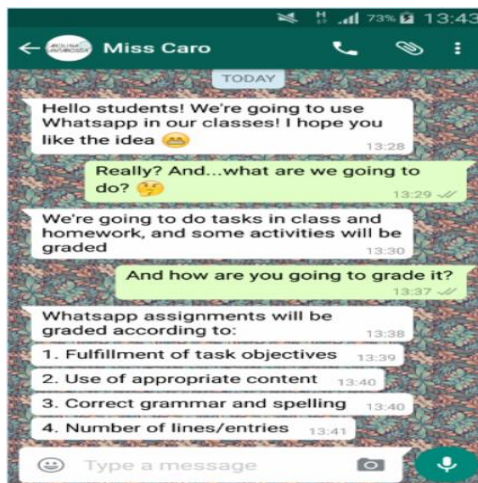 73% 13:43
Miss Caro
TODAY
Hello students! We're going to use
Whatsapp in our classes! I hope you
like the idea 😁
13:28
Really? And...what are we going to
do? 🤔
13:29
We're going to do tasks in class and
homework, and some activities will be
graded
13:30
And how are you going to grade it?
13:37
Whatsapp assignments will be
graded according to:
13:38
1. Fulfillment of task objectives 13:39
2. Use of appropriate content 13:40
3. Correct grammar and spelling 13:40
4. Number of lines/entries 13:41
Type a message